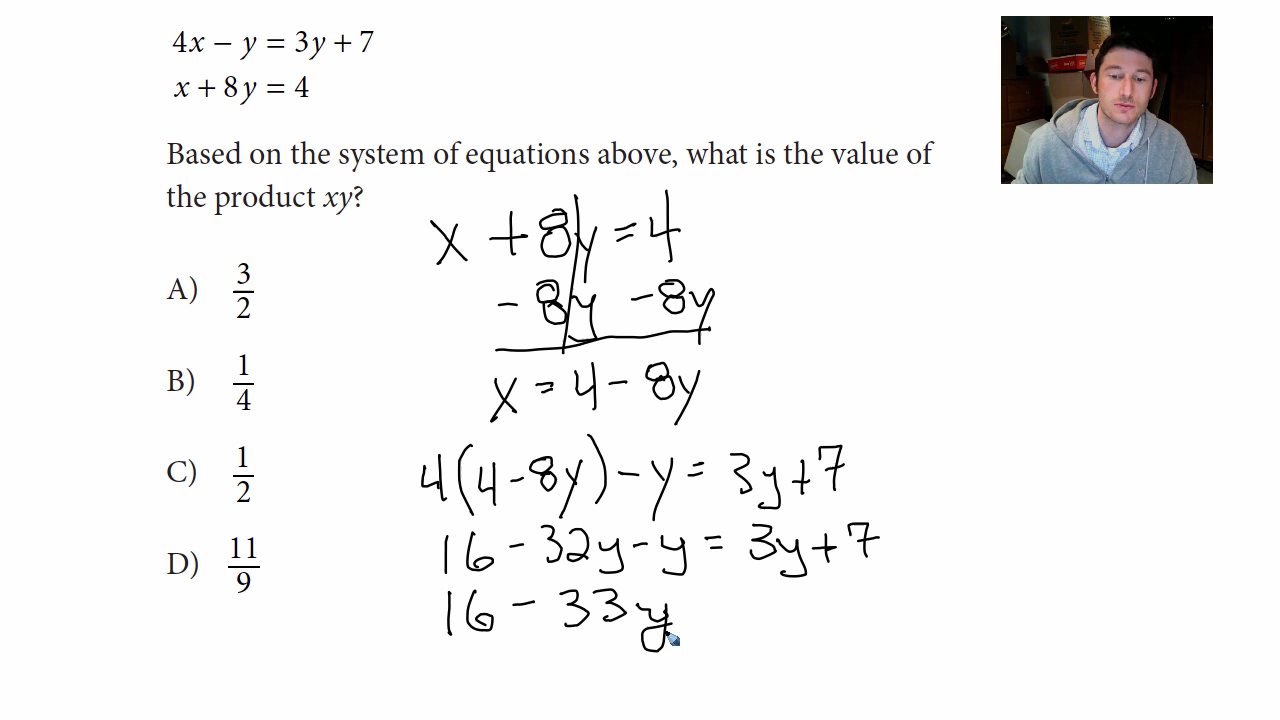 4x − y = 3y + 7
x + 8y = 4
Based on the system of equations above, what is the value of
the product xy?
A) 3/2
B) 1/4
C) 1/2
D) 11/9
x + 8y = 4
- 8y - 8y
x = 4 - 8y
4(4 - 8y) - y = 3y + 7
16 - 32y - y = 3y + 7
16 - 33y